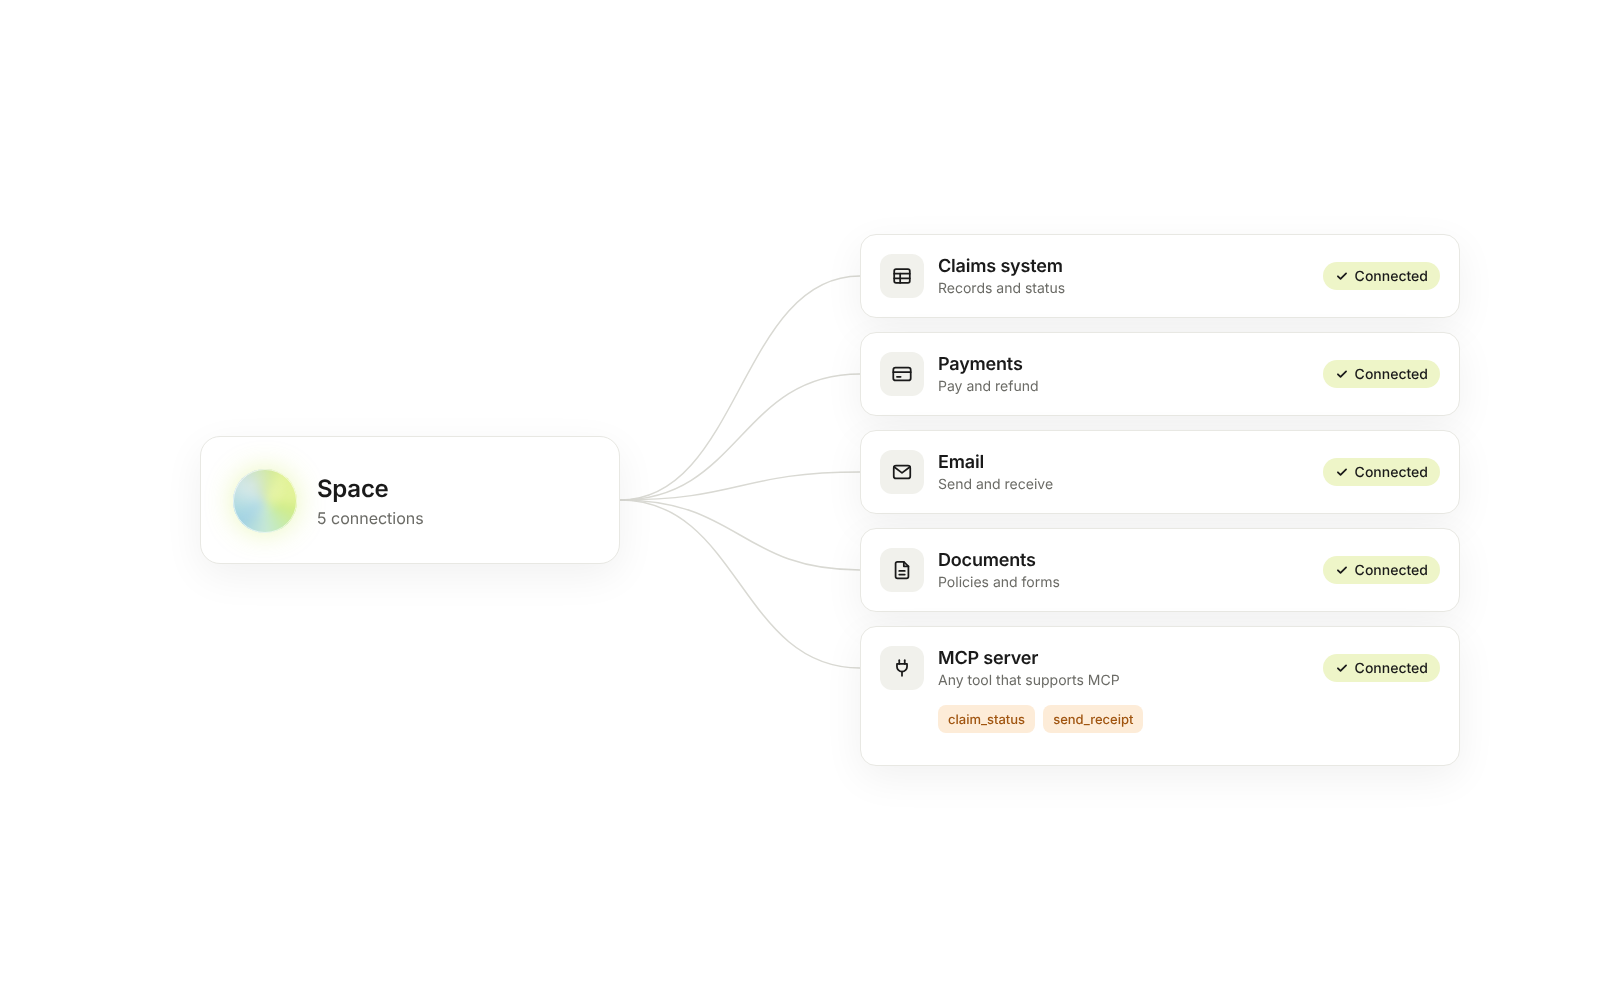 Space
5 connections
Claims system
Records and status
Connected
Payments
Pay and refund
Connected
Email
Send and receive
Connected
Documents
Policies and forms
Connected
MCP server
Any tool that supports MCP
Connected
claim_status
send_receipt